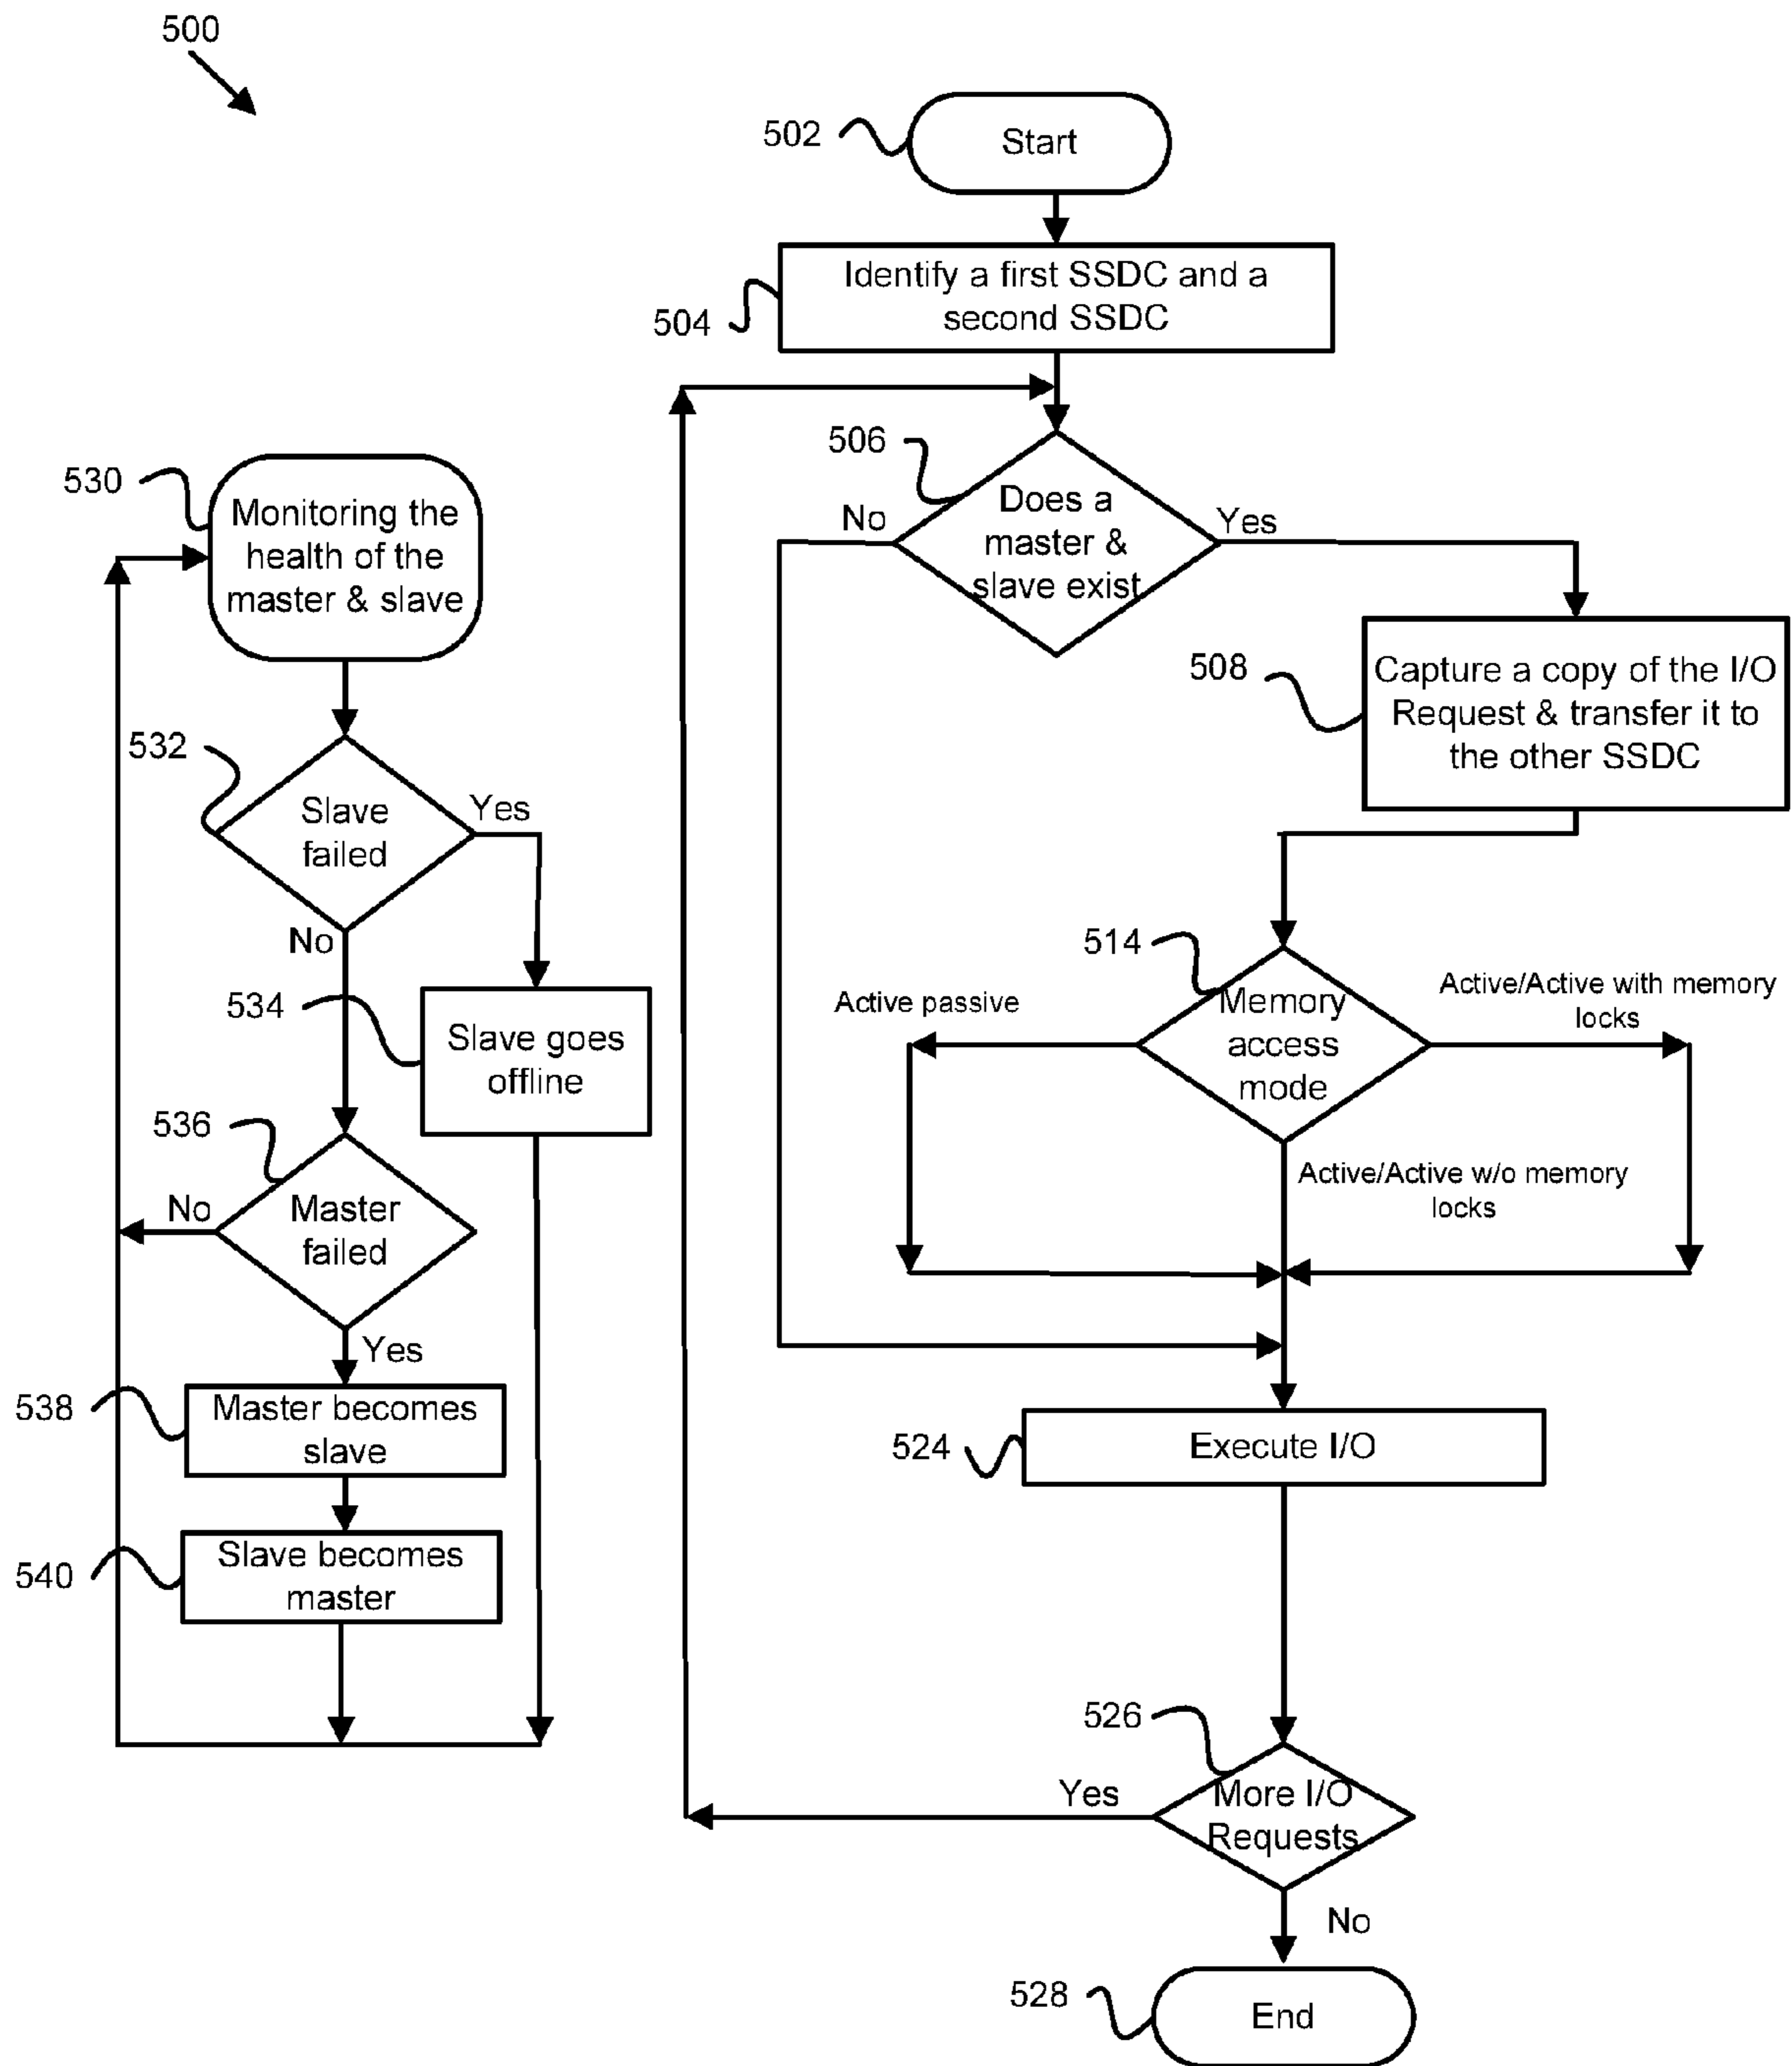 500
502
Start
504
Identify a first SSDC and a
second SSDC
506
Does a
master &
slave exist
No
Yes
508
Capture a copy of the I/O
Request & transfer it to
the other SSDC
514
Memory
access
mode
Active passive
Active/Active with memory
locks
Active/Active w/o memory
locks
524
Execute I/O
526
More I/O
Requests
Yes
No
528
End
530
Monitoring the
health of the
master & slave
532
Slave
failed
Yes
No
534
Slave goes
offline
536
Master
failed
No
Yes
538
Master becomes
slave
540
Slave becomes
master